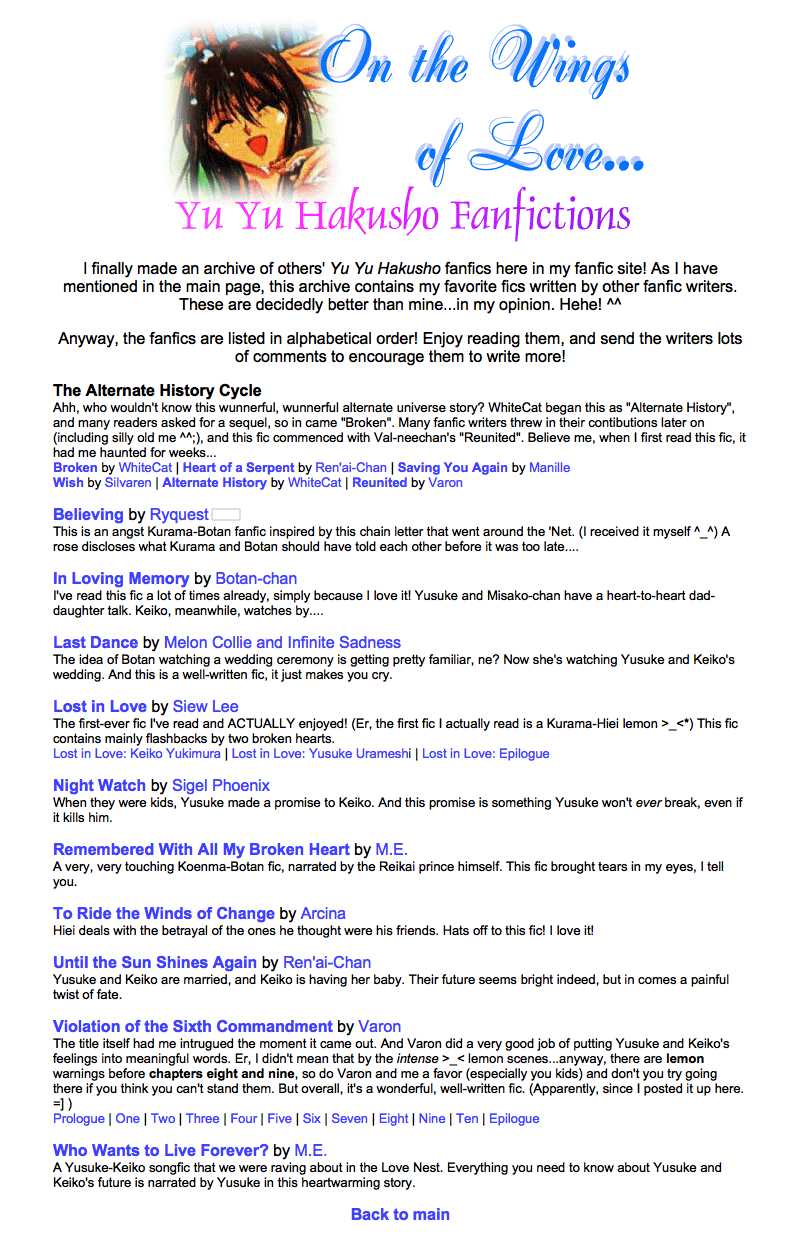 On the Wings
of Love...
Yu Yu Hakusho Fanfictions
I finally made an archive of others' Yu Yu Hakusho fanfics here in my fanfic site! As I have
mentioned in the main page, this archive contains my favorite fics written by other fanfic writers.
These are decidedly better than mine...in my opinion. Hehe! ^^
Anyway, the fanfics are listed in alphabetical order! Enjoy reading them, and send the writers lots
of comments to encourage them to write more!
The Alternate History Cycle
Ahh, who wouldn't know this wunnerful, wunnerful alternate universe story? WhiteCat began this as "Alternate History",
and many readers asked for a sequel, so in came "Broken". Many fanfic writers threw in their contibutions later on
(including silly old me ^^;), and this fic commenced with Val-neechan's "Reunited". Believe me, when I first read this fic, it
had me haunted for weeks...
Broken by WhiteCat | Heart of a Serpent by Ren'ai-Chan | Saving You Again by Manille
Wish by Silvaren | Alternate History by WhiteCat | Reunited by Varon
Believing by Ryquest
This is an angst Kurama-Botan fanfic inspired by this chain letter that went around the 'Net. (I received it myself ^_^) A
rose discloses what Kurama and Botan should have told each other before it was too late....
In Loving Memory by Botan-chan
I've read this fic a lot of times already, simply because I love it! Yusuke and Misako-chan have a heart-to-heart dad-
daughter talk. Keiko, meanwhile, watches by....
Last Dance by Melon Collie and Infinite Sadness
The idea of Botan watching a wedding ceremony is getting pretty familiar, ne? Now she's watching Yusuke and Keiko's
wedding. And this is a well-written fic, it just makes you cry.
Lost in Love by Siew Lee
The first-ever fic I've read and ACTUALLY enjoyed! (Er, the first fic I actually read is a Kurama-Hiei lemon >_<*) This fic
contains mainly flashbacks by two broken hearts.
Lost in Love: Keiko Yukimura | Lost in Love: Yusuke Urameshi | Lost in Love: Epilogue
Night Watch by Sigel Phoenix
When they were kids, Yusuke made a promise to Keiko. And this promise is something Yusuke won't ever break, even if
it kills him.
Remembered With All My Broken Heart by M.E.
A very, very touching Koenma-Botan fic, narrated by the Reikai prince himself. This fic brought tears in my eyes, I tell
you.
To Ride the Winds of Change by Arcina
Hiei deals with the betrayal of the ones he thought were his friends. Hats off to this fic! I love it!
Until the Sun Shines Again by Ren'ai-Chan
Yusuke and Keiko are married, and Keiko is having her baby. Their future seems bright indeed, but in comes a painful
twist of fate.
Violation of the Sixth Commandment by Varon
The title itself had me intrugued the moment it came out. And Varon did a very good job of putting Yusuke and Keiko's
feelings into meaningful words. Er, I didn't mean that by the intense >_< lemon scenes...anyway, there are lemon
warnings before chapters eight and nine, so do Varon and me a favor (especially you kids) and don't you try going
there if you think you can't stand them. But overall, it's a wonderful, well-written fic. (Apparently, since I posted it up here.
=] )
Prologue | One | Two | Three | Four | Five | Six | Seven | Eight | Nine | Ten | Epilogue
Who Wants to Live Forever? by M.E.
A Yusuke-Keiko songfic that we were raving about in the Love Nest. Everything you need to know about Yusuke and
Keiko's future is narrated by Yusuke in this heartwarming story.
Back to main